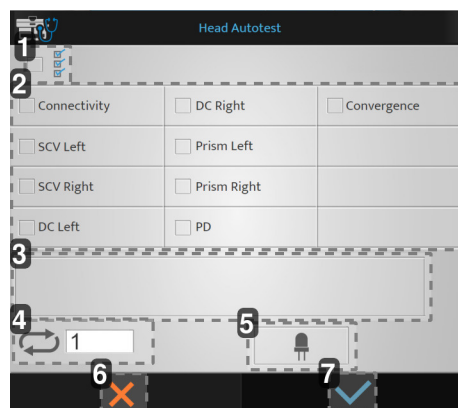 Head Autotest
1
2
Connectivity DC Right Convergence
SCV Left Prism Left
SCV Right Prism Right
DC Left PD
3
4 5
1
6 7